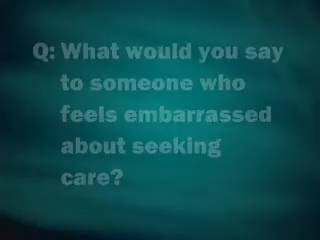 Q: What would you say
to someone who
feels embarrassed
about seeking
care?